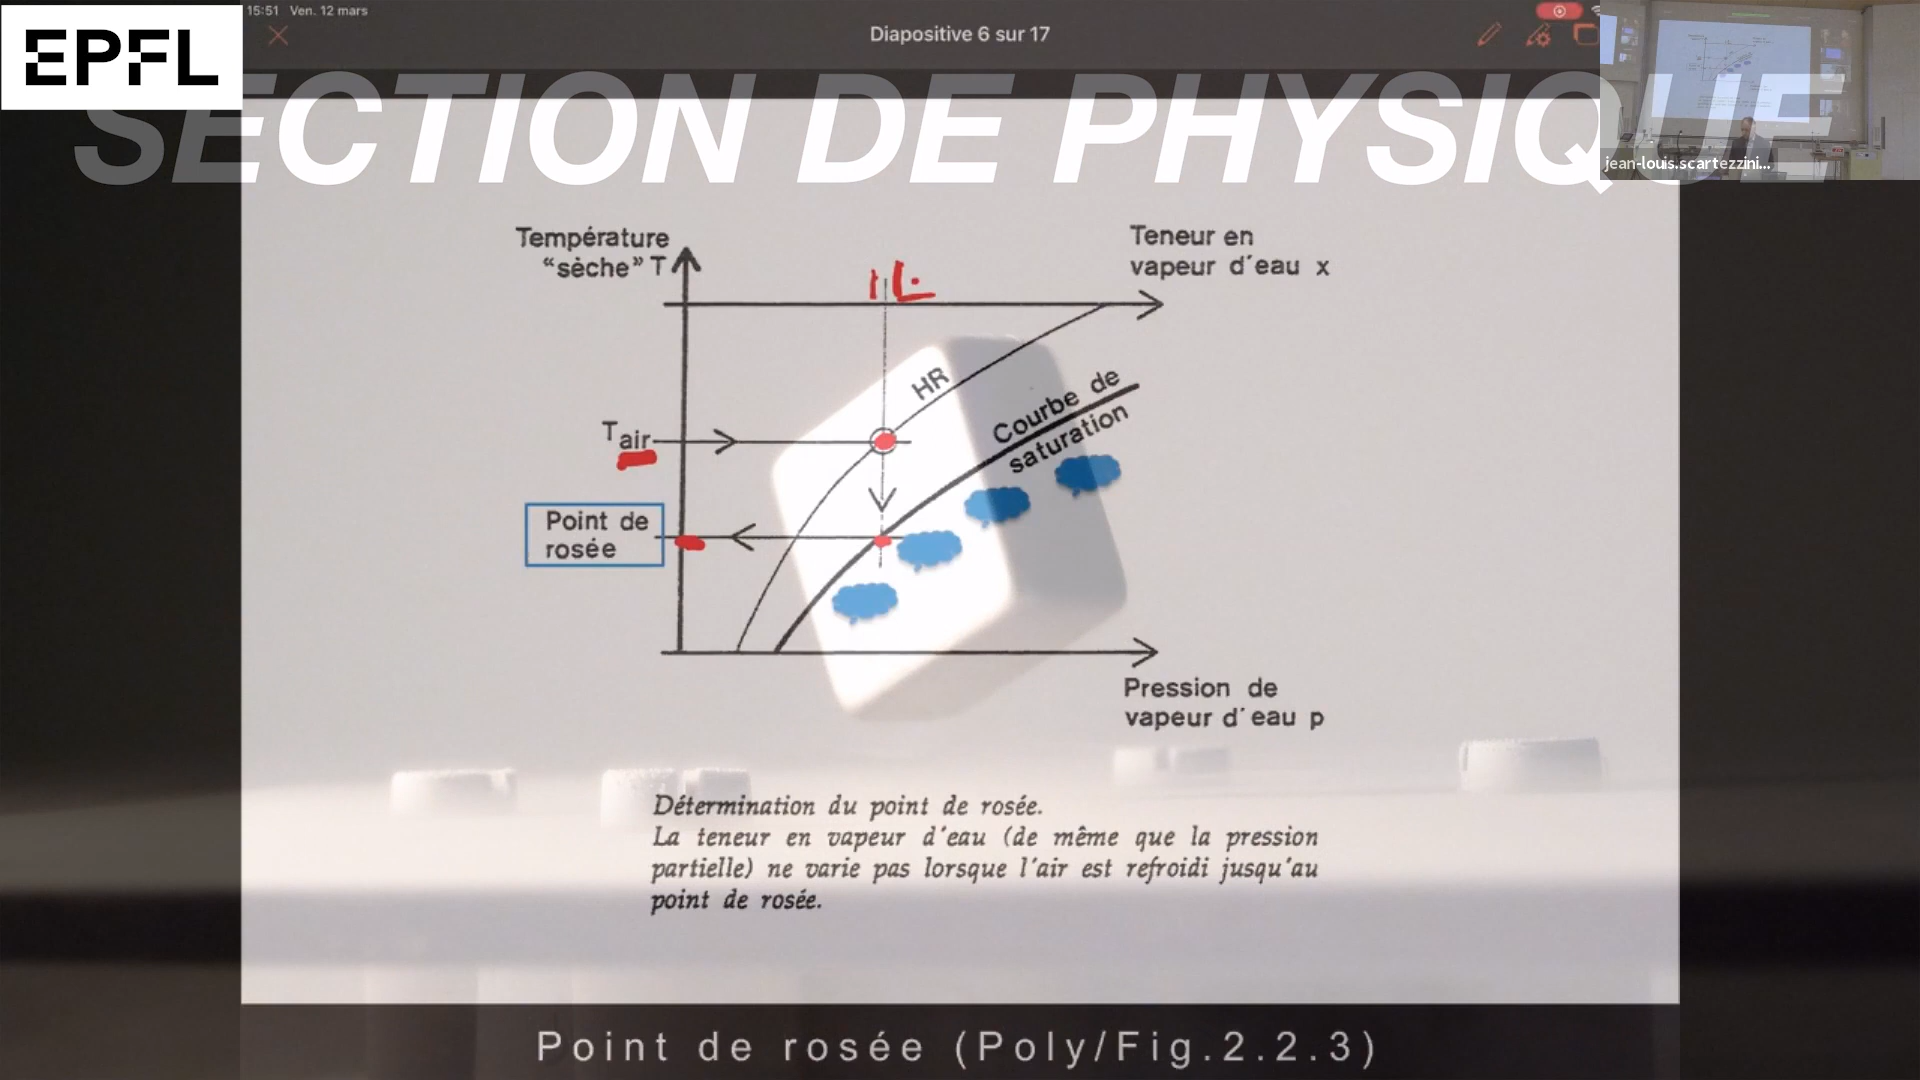 15:51 Ven. 12 mars
EPFL
Diapositive 6 sur 17
SECTION DE PHYSIQUE
jean-louis.scartezzini...
Température
“sèche” T
Teneur en
vapeur d'eau x
HR
Courbe de
saturation
Tair
Point de
rosée
Pression de
vapeur d'eau p
Détermination du point de rosée.
La teneur en vapeur d'eau (de même que la pression
partielle) ne varie pas lorsque l'air est refroidi jusqu'au
point de rosée.
Point de rosée (Poly/Fig.2.2.3)